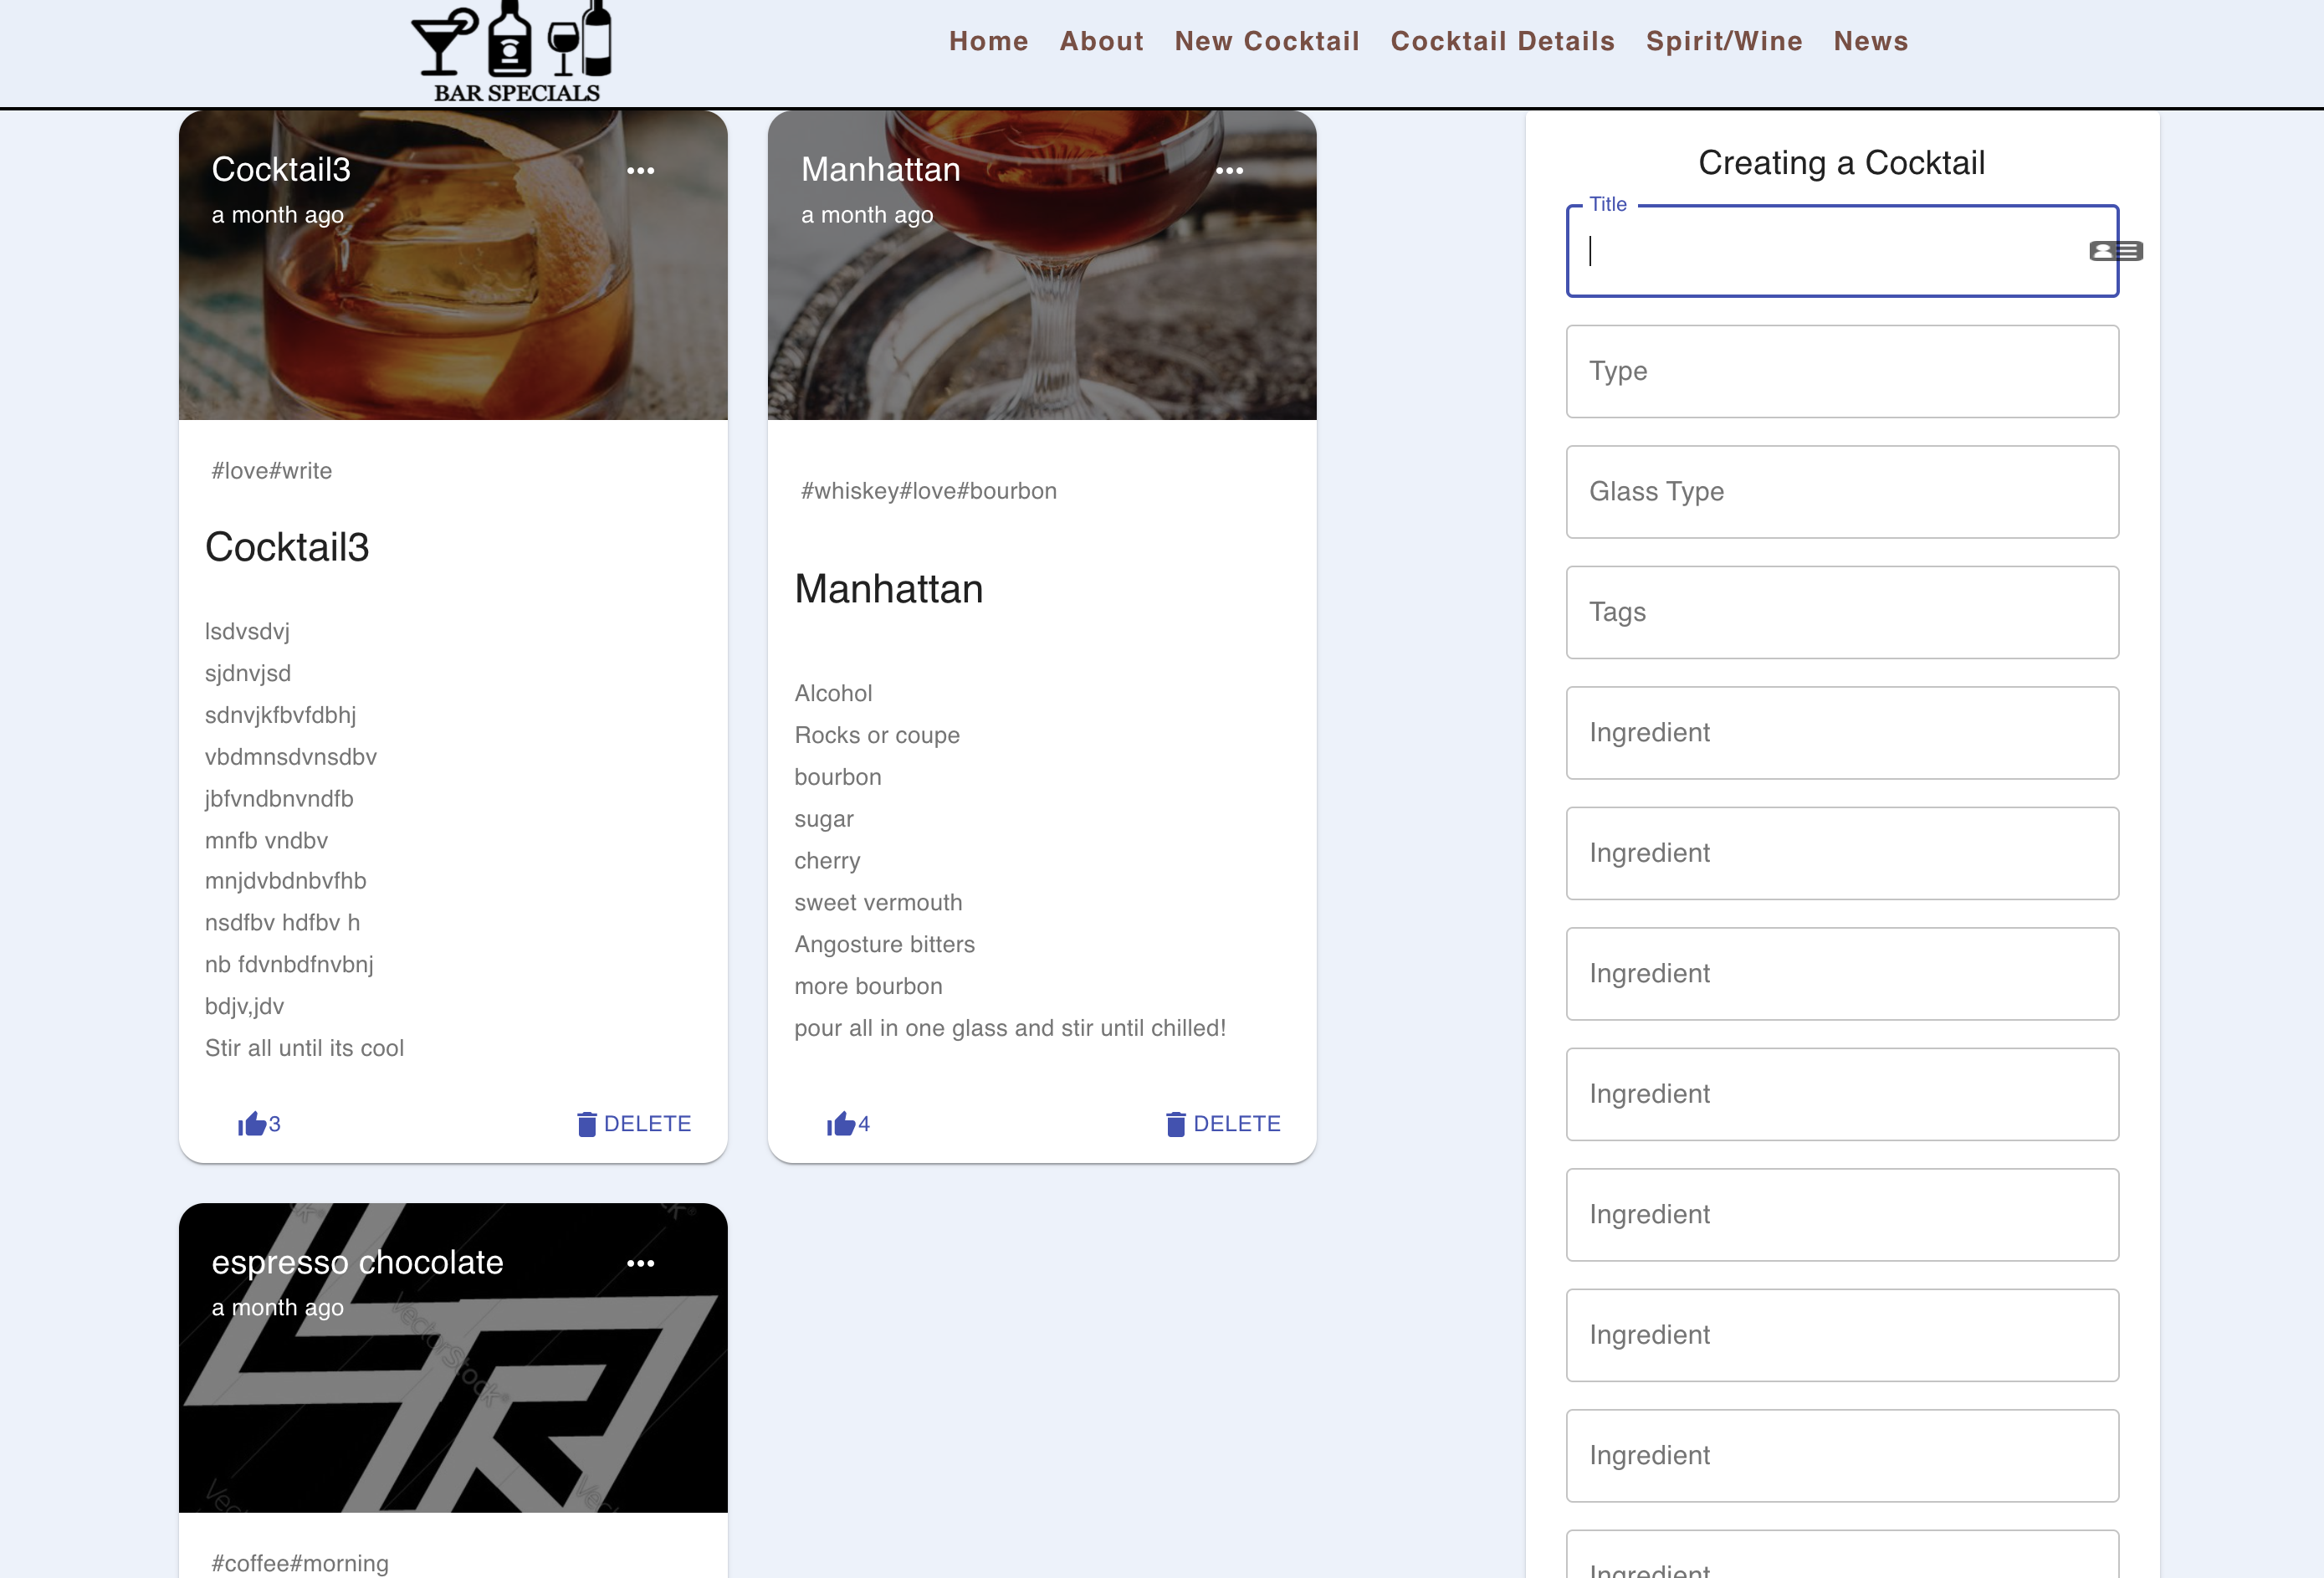 BAR SPECIALS
Home About New Cocktail Cocktail Details Spirit/Wine News
Cocktail3
a month ago
#love#write
Cocktail3
lsdvsdvj
sjdnvjsd
sdnvjkfbvfdbhj
vbdmnsdvnsdbv
jbfvndbnvndfb
mnfb vndbv
mnjdvbdnbvfhb
nsdfbv hdfbv h
nb fdvnbdfnvbnj
bdjv,jdv
Stir all until its cool
3 DELETE
Manhattan
a month ago
#whiskey#love#bourbon
Manhattan
Alcohol
Rocks or coupe
bourbon
sugar
cherry
sweet vermouth
Angosture bitters
more bourbon
pour all in one glass and stir until chilled!
4 DELETE
espresso chocolate
a month ago
VectorStock®
#coffee#morning
Creating a Cocktail
Title
Type
Glass Type
Tags
Ingredient
Ingredient
Ingredient
Ingredient
Ingredient
Ingredient
Ingredient
Ingredient